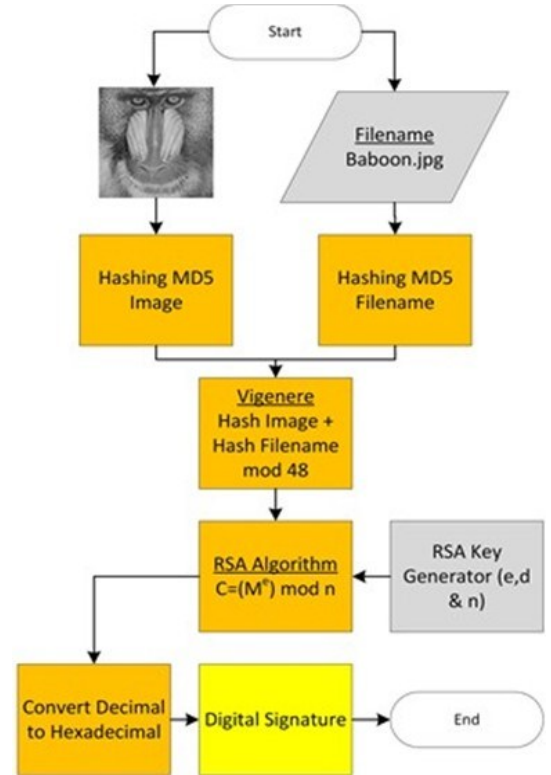 Start
Filename
Baboon.jpg
Hashing MD5
Image
Hashing MD5
Filename
Vigenere
Hash Image +
Hash Filename
mod 48
RSA Algorithm
C=(Mᵉ) mod n
RSA Key
Generator (e,d
& n)
Convert Decimal
to Hexadecimal
Digital Signature
End